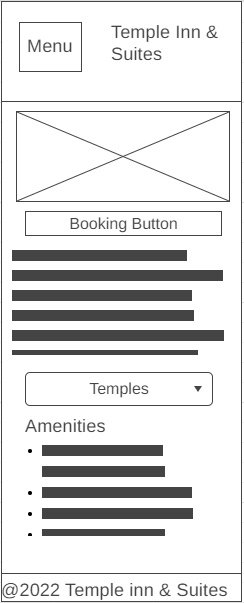 Menu
Temple Inn &
Suites
Booking Button
Temples
Amenities
@2022 Temple inn & Suites